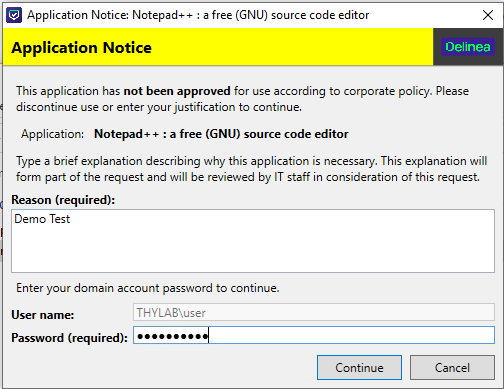 Application Notice: Notepad++ : a free (GNU) source code editor
Application Notice
Delinea
This application has not been approved for use according to corporate policy. Please
discontinue use or enter your justification to continue.
Application: Notepad++ : a free (GNU) source code editor
Type a brief explanation describing why this application is necessary. This explanation will
form part of the request and will be reviewed by IT staff in consideration of this request.
Reason (required):
Demo Test
Enter your domain account password to continue.
User name: THYLAB\user
Password (required): ●●●●●●●●●●
Continue Cancel